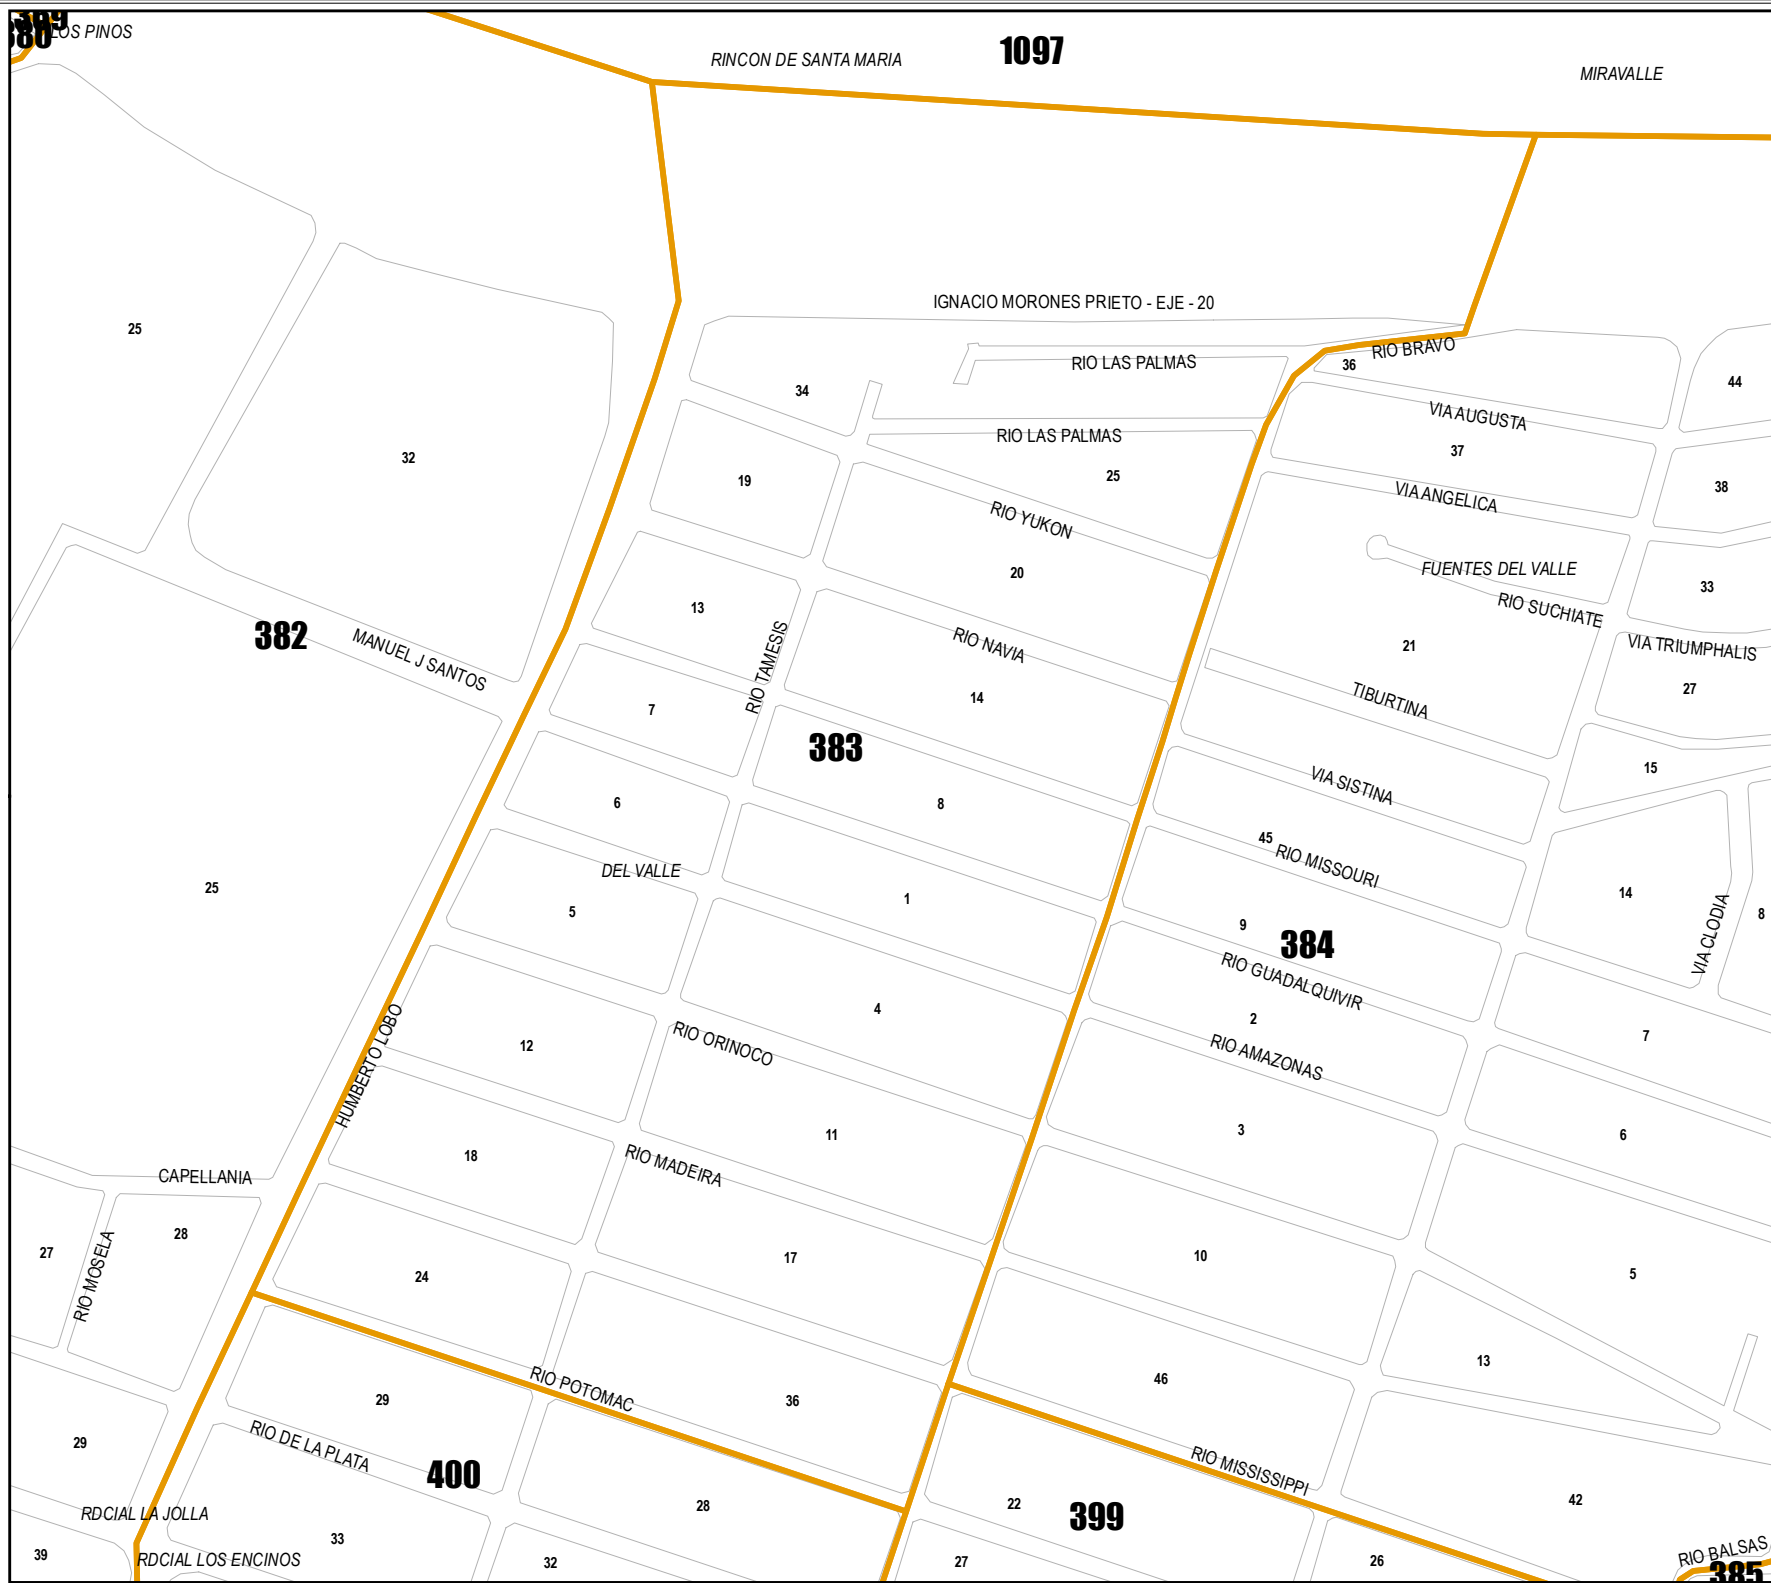 389
380
LOS PINOS
RINCON DE SANTA MARIA
1097
MIRAVALLE
IGNACIO MORONES PRIETO - EJE - 20
25
RIO LAS PALMAS
RIO BRAVO
36
44
34
VIA AUGUSTA
RIO LAS PALMAS
32
19
25
37
38
VIA ANGELICA
RIO YUKON
FUENTES DEL VALLE
20
33
13
RIO SUCHIATE
382
MANUEL J SANTOS
RIO TAMESIS
RIO NAVIA
21
VIA TRIUMPHALIS
27
14
7
TIBURTINA
383
15
VIA SISTINA
6
8
45
RIO MISSOURI
DEL VALLE
25
1
14
8
5
9
384
VIA CLODIA
RIO GUADALQUIVIR
4
2
7
HUMBERTO LOBO
12
RIO ORINOCO
RIO AMAZONAS
11
3
6
18
RIO MADEIRA
CAPELLANIA
28
27
RIO MOSELA
24
17
10
5
RIO POTOMAC
29
36
46
13
29
RIO DE LA PLATA
400
RIO MISSISSIPPI
28
22
399
42
RDCIAL LA JOLLA
33
39
RDCIAL LOS ENCINOS
32
27
26
RIO BALSAS
385